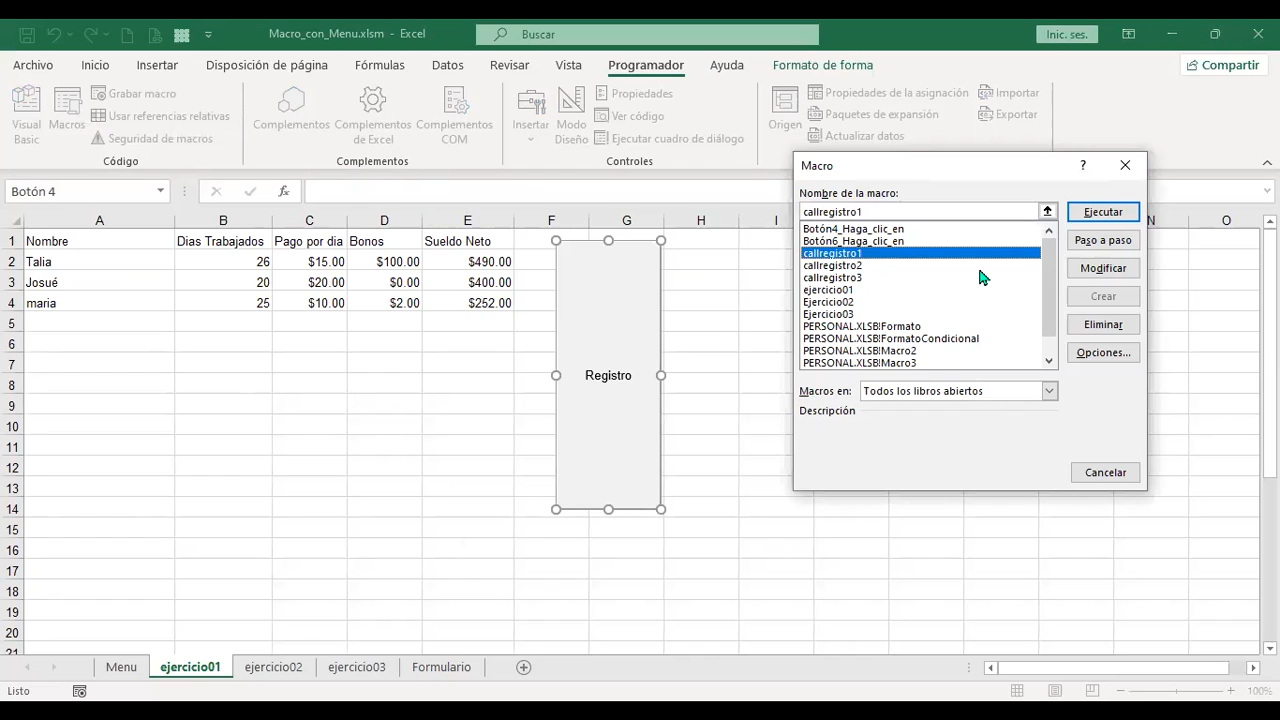 Macro_con_Menu.xlsm - Excel
Buscar
Inic. ses.
Archivo Inicio Insertar Disposición de página Fórmulas Datos Revisar Vista Programador Ayuda Formato de forma Compartir
Visual Basic
Macros
Grabar macro
Usar referencias relativas
Seguridad de macros
Código
Complementos
Complementos de Excel
Complementos COM
Complementos
Insertar
Modo Diseño
Propiedades
Ver código
Ejecutar cuadro de diálogo
Controles
Origen
Propiedades de la asignación
Paquetes de expansión
Actualizar datos
Importar
Exportar
Botón 4
fx
A B C D E F G H I N O
1 Nombre Dias Trabajados Pago por dia Bonos Sueldo Neto
2 Talia 26 $15.00 $100.00 $490.00
3 Josué 20 $20.00 $0.00 $400.00
4 maria 25 $10.00 $2.00 $252.00
5
6
7
8
9
10
11
12
13
14
15
16
17
18
19
20
21
Registro
Macro
?
Nombre de la macro:
callregistro1
Botón4_Haga_clic_en
Botón6_Haga_clic_en
callregistro1
callregistro2
callregistro3
ejercicio01
Ejercicio02
Ejercicio03
PERSONAL.XLSB!Formato
PERSONAL.XLSB!FormatoCondicional
PERSONAL.XLSB!Macro2
PERSONAL.XLSB!Macro3
Ejecutar
Paso a paso
Modificar
Crear
Eliminar
Opciones...
Macros en: Todos los libros abiertos
Descripción
Cancelar
Menu ejercicio01 ejercicio02 ejercicio03 Formulario
Listo
100%